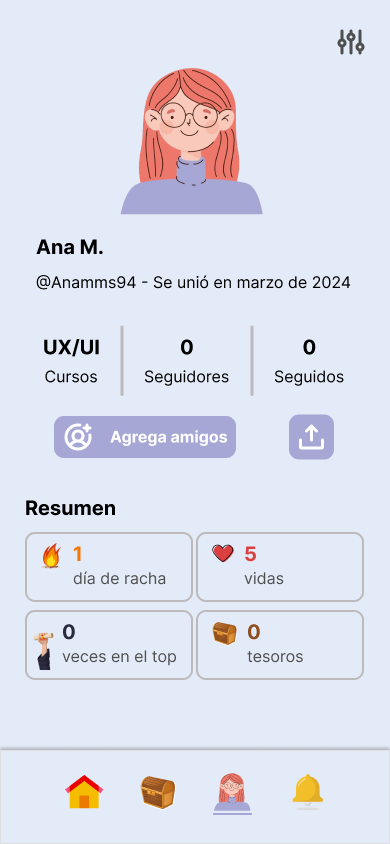 Ana M.
@Anamms94 - Se unió en marzo de 2024
UX/UI
Cursos
0
Seguidores
0
Seguidos
Agrega amigos
Resumen
1
día de racha
5
vidas
0
veces en el top
0
tesoros